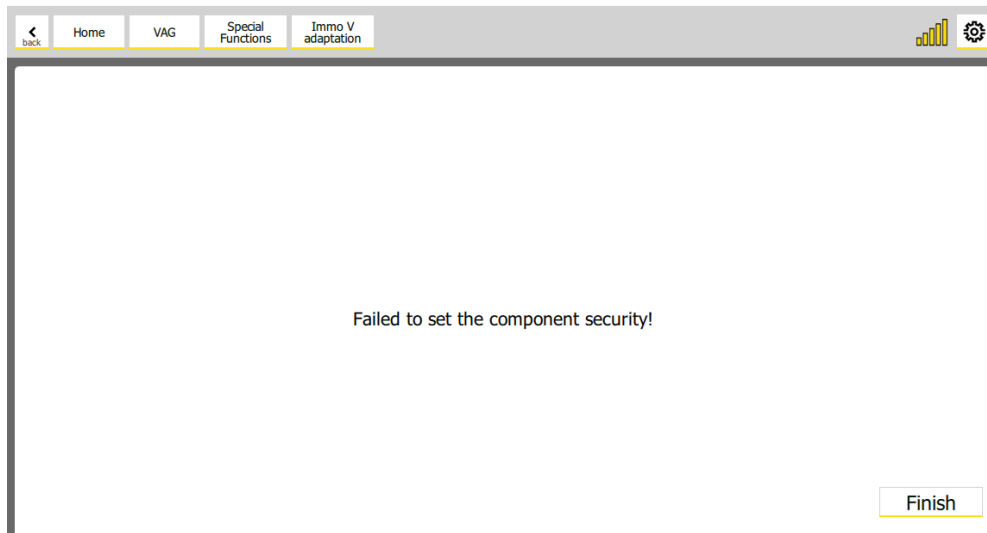 back
Home
VAG
Special
Functions
Immo V
adaptation
Failed to set the component security!
Finish